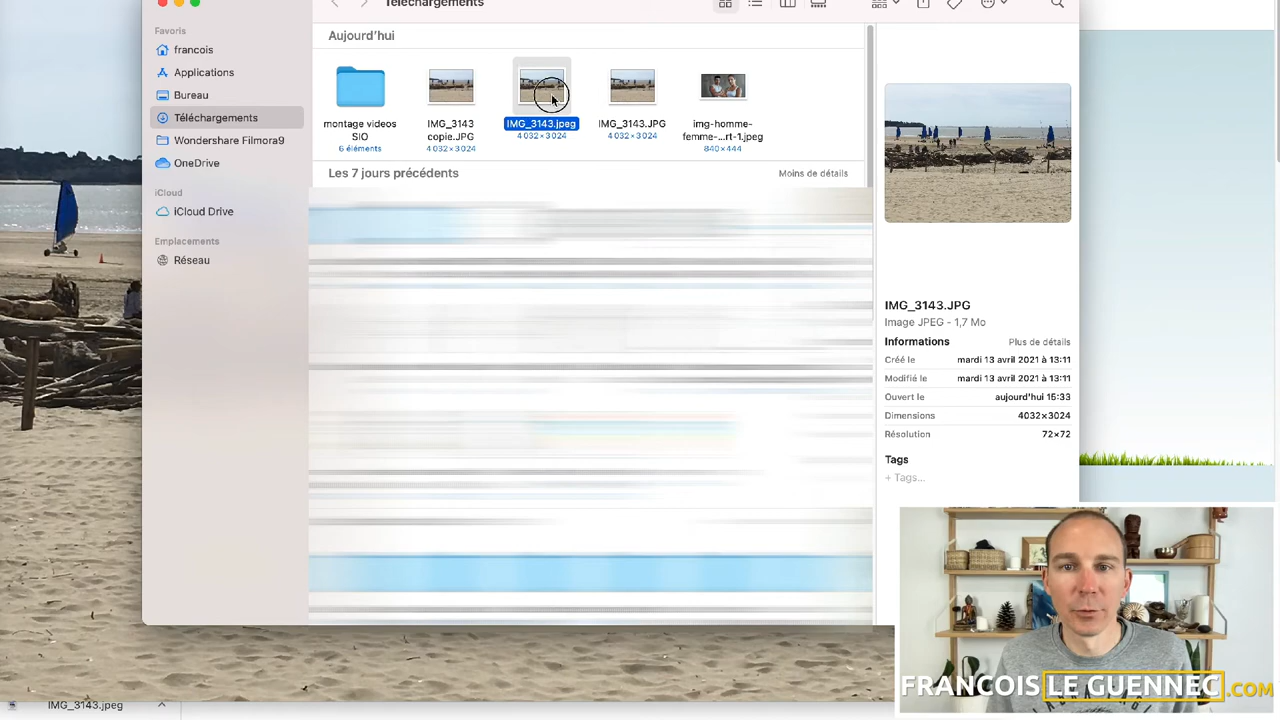 Téléchargements
Favoris
francois
Applications
Bureau
Téléchargements
Wondershare Filmora9
OneDrive
iCloud
iCloud Drive
Emplacements
Réseau
Aujourd'hui
montage videos
SIO
6 éléments
IMG_3143
copie.JPG
4 032×3 024
IMG_3143.jpeg
4 032×3 024
IMG_3143.JPG
4 032×3 024
img-homme-
femme-...rt-1.jpeg
840×444
Les 7 jours précédents
Moins de détails
IMG_3143.JPG
Image JPEG - 1,7 Mo
Informations
Plus de détails
Créé le
mardi 13 avril 2021 à 13:11
Modifié le
mardi 13 avril 2021 à 13:11
Ouvert le
aujourd'hui 15:33
Dimensions
4032×3024
Résolution
72×72
Tags
+ Tags...
FRANCOIS LE GUENNEC .COM
IMG_3143.jpeg